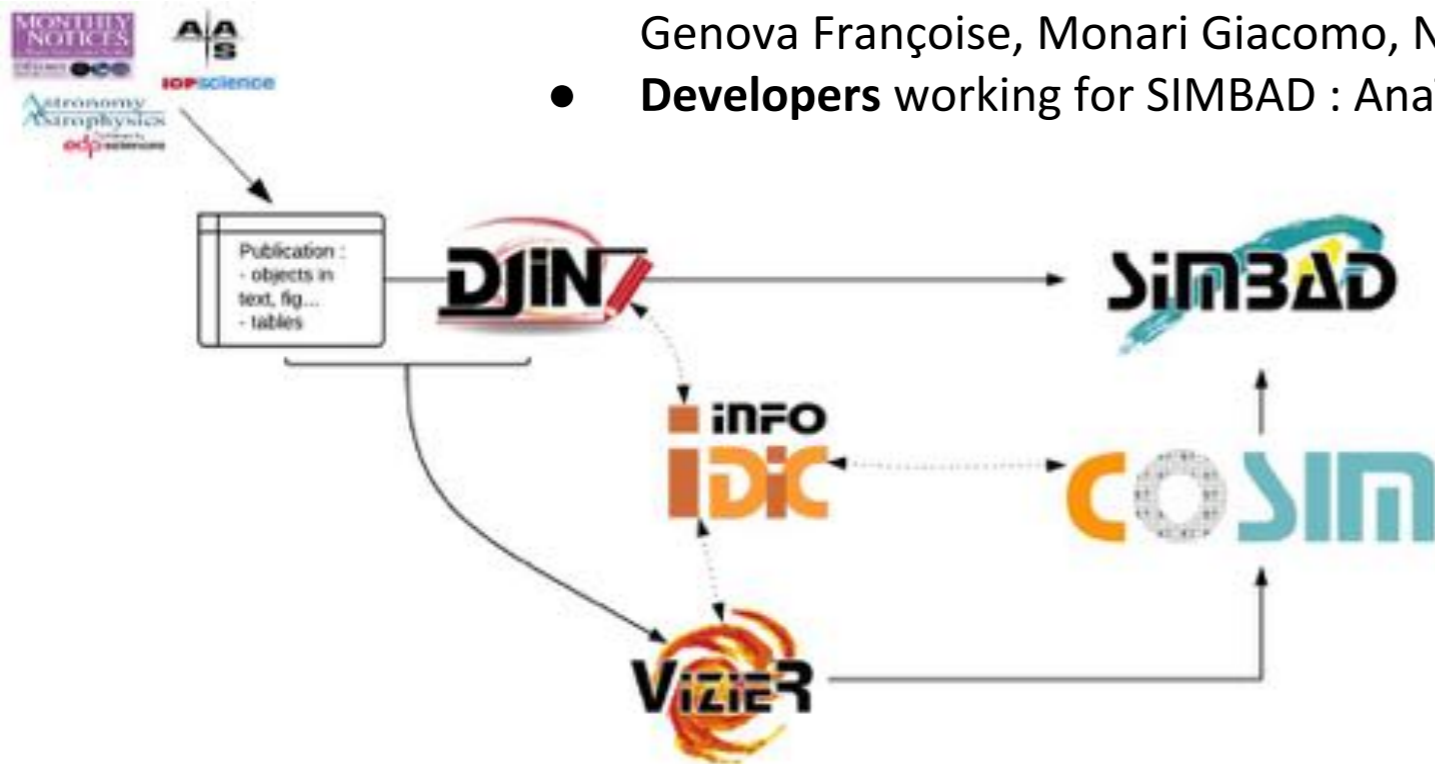 MONTHLY
NOTICES
AAS
IOPscience
Astronomy
Astrophysics
edp sciences
Genova Françoise, Monari Giacomo, N
● Developers working for SIMBAD : Ana
Publication :
- objects in
text, fig...
- tables
DJiN
SiMBAD
iNFO
iDiC
COSIM
VizieR